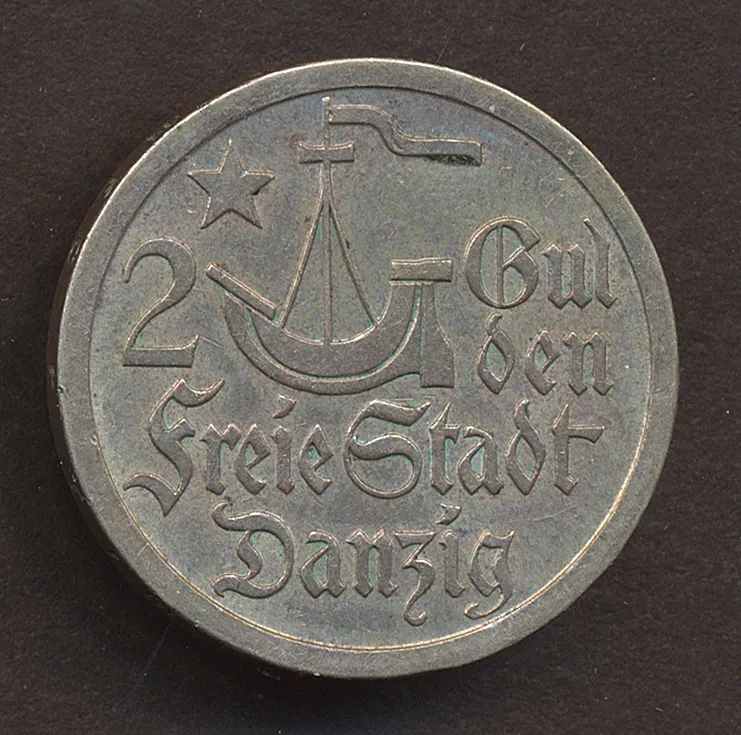 2 Gul
den
Freie Stadt
Danzig